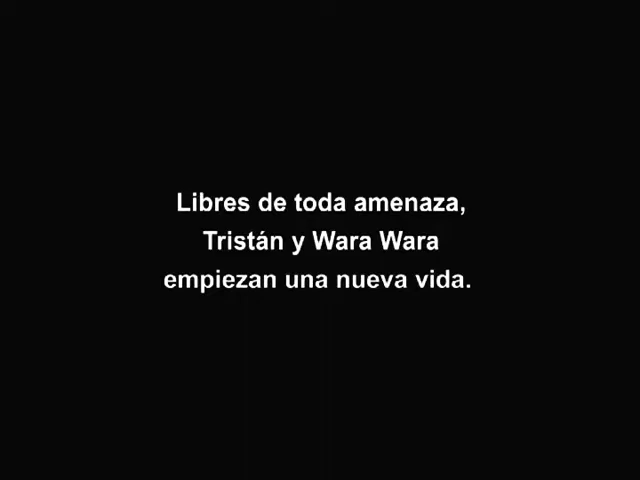 Libres de toda amenaza,
Tristán y Wara Wara
empiezan una nueva vida.